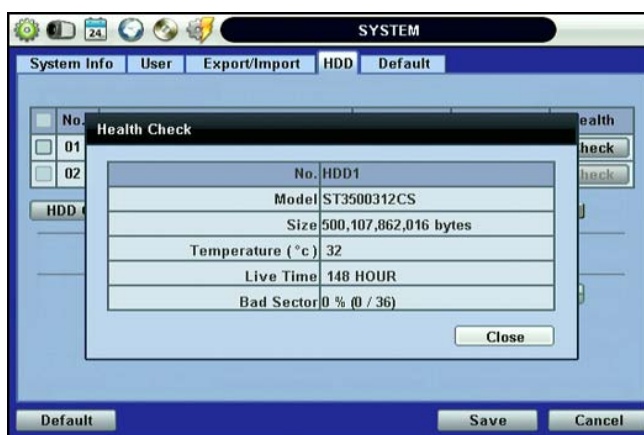 24
SYSTEM
System Info User Export/Import HDD Default
No. ealth
Health Check
01 heck
02 heck
HDD
No. HDD1
Model ST3500312CS
Size 500,107,862,016 bytes
Temperature (°c) 32
Live Time 148 HOUR
Bad Sector 0 % (0 / 36)
Close
Default Save Cancel